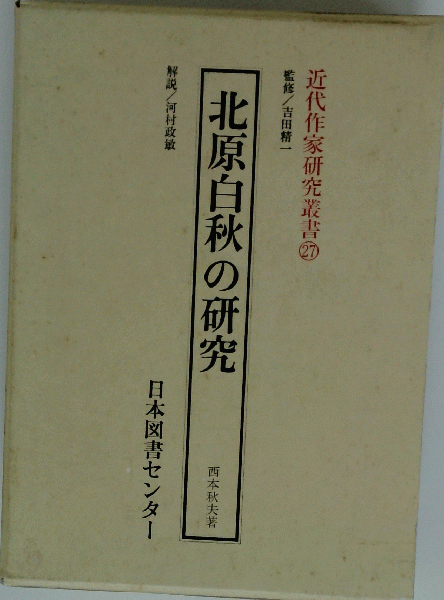 近代作家研究叢書㉗
監修／吉田精一
北原白秋の研究
西本秋夫著
解説／河村政敏
日本図書センター